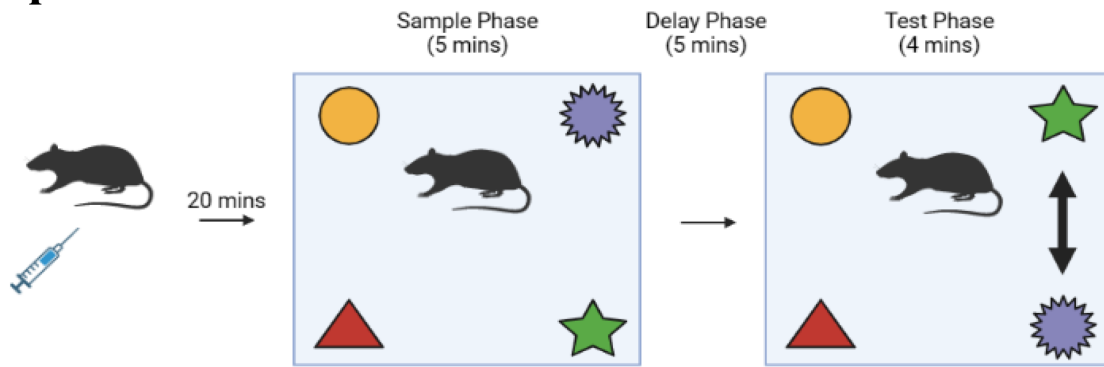 Sample Phase
(5 mins)
Delay Phase
(5 mins)
Test Phase
(4 mins)
20 mins